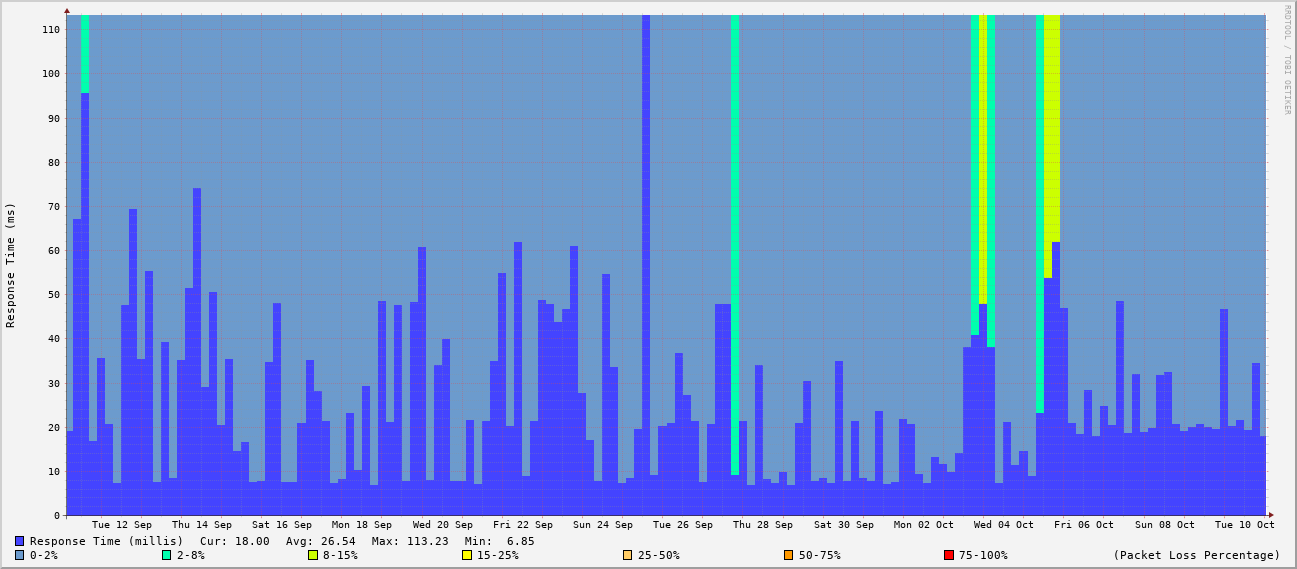 110
100
90
80
70
60
50
40
30
20
10
0
Response Time (ms)
RRDTOOL / TOBI OETIKER
Tue 12 Sep Thu 14 Sep Sat 16 Sep Mon 18 Sep Wed 20 Sep Fri 22 Sep Sun 24 Sep Tue 26 Sep Thu 28 Sep Sat 30 Sep Mon 02 Oct Wed 04 Oct Fri 06 Oct Sun 08 Oct Tue 10 Oct
Response Time (millis) Cur: 18.00 Avg: 26.54 Max: 113.23 Min: 6.85
0-2% 2-8% 8-15% 15-25% 25-50% 50-75% 75-100% (Packet Loss Percentage)